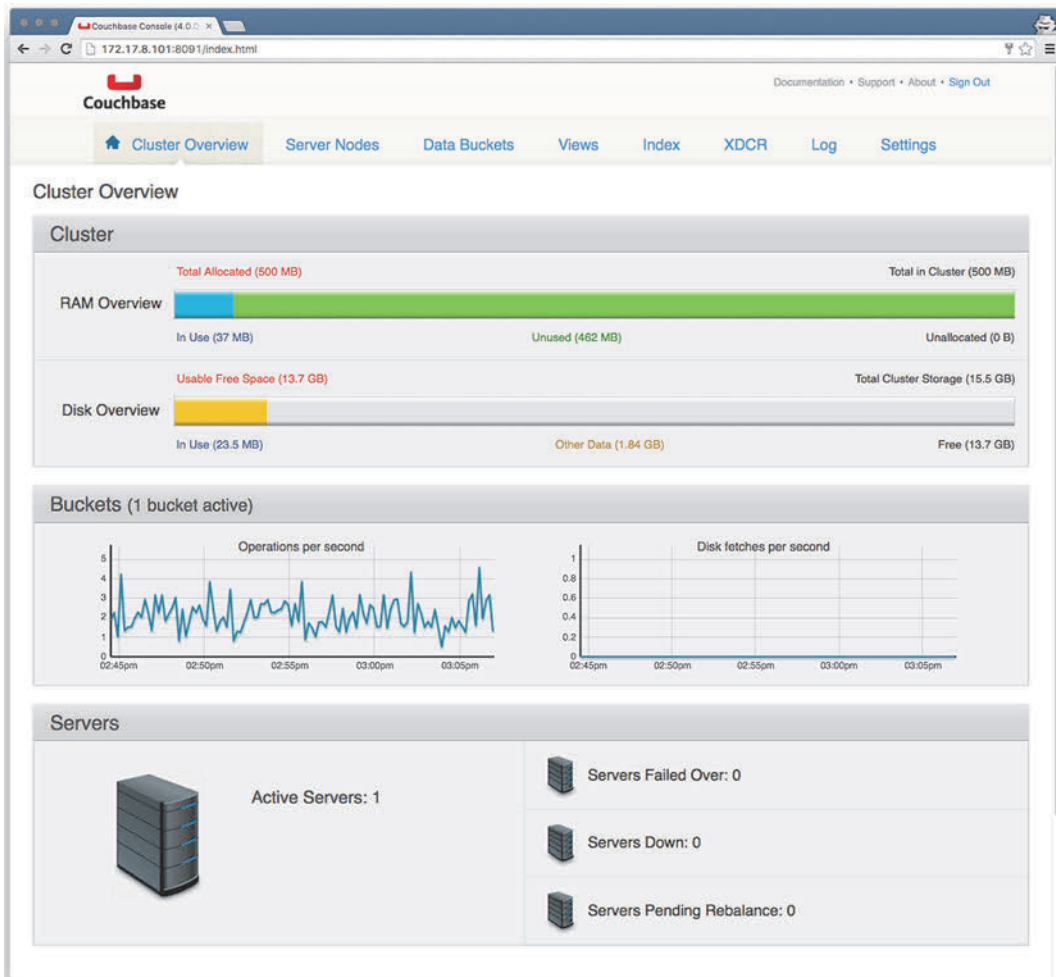 Couchbase Console (4.0.0
172.17.8.101:8091/index.html
Couchbase
Documentation • Support • About • Sign Out
Cluster Overview Server Nodes Data Buckets Views Index XDCR Log Settings
Cluster Overview
Cluster
Total Allocated (500 MB) Total in Cluster (500 MB)
RAM Overview
In Use (37 MB) Unused (462 MB) Unallocated (0 B)
Usable Free Space (13.7 GB) Total Cluster Storage (15.5 GB)
Disk Overview
In Use (23.5 MB) Other Data (1.84 GB) Free (13.7 GB)
Buckets (1 bucket active)
Operations per second
5
4
3
2
1
0
02:45pm 02:50pm 02:55pm 03:00pm 03:05pm
Disk fetches per second
1
0.8
0.6
0.4
0.2
0
02:45pm 02:50pm 02:55pm 03:00pm 03:05pm
Servers
Active Servers: 1
Servers Failed Over: 0
Servers Down: 0
Servers Pending Rebalance: 0